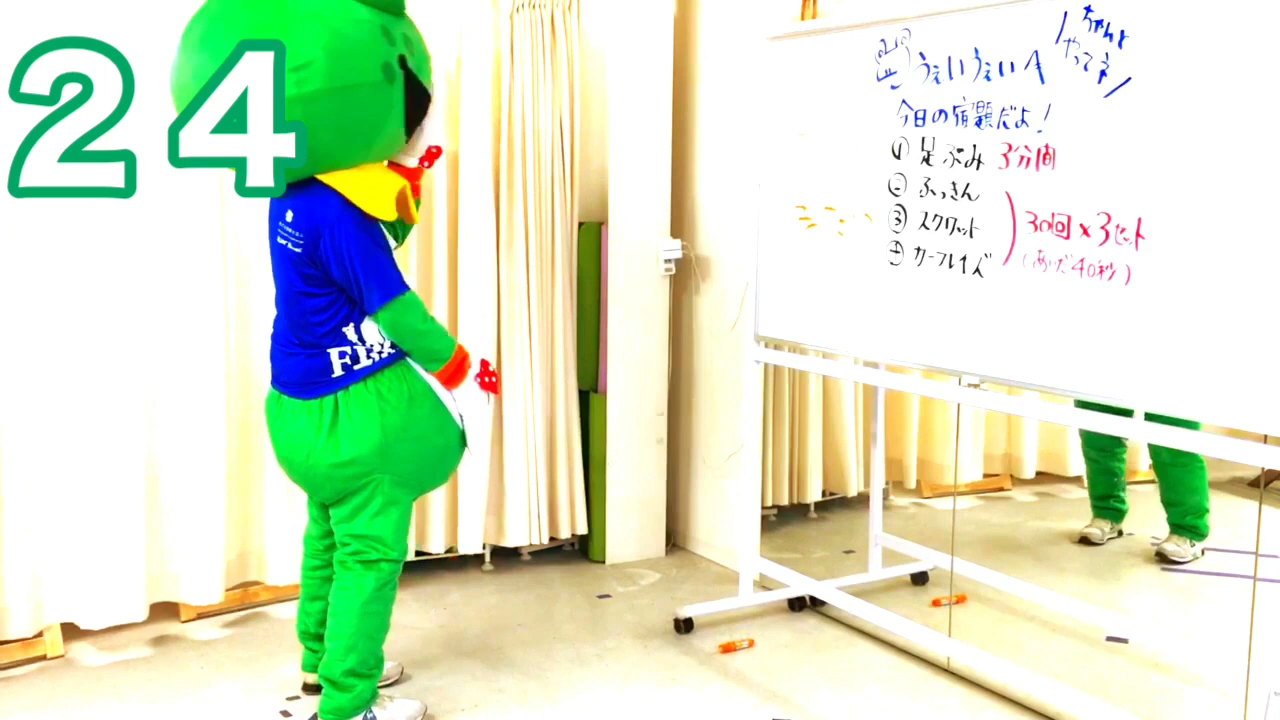 24
うぇいうぇいへ
ちゃんと
やってネ
今日の宿題だよ!
① 足ぶみ 3分間
② ふっきん
③ スクワット
④ カーフレイズ
30回×3セット
(あいだ40秒)